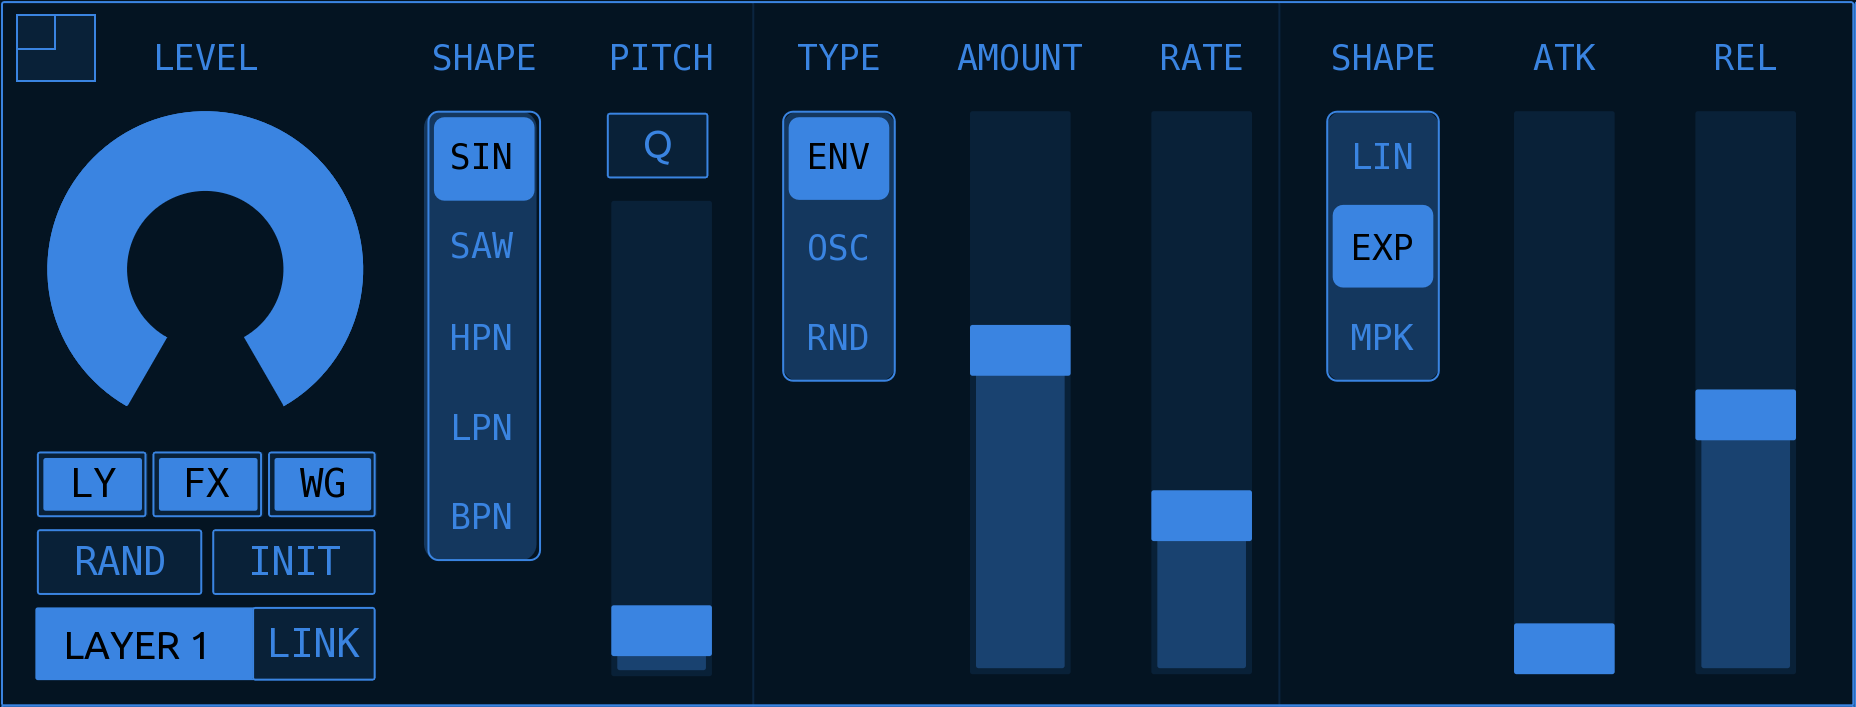 LEVEL SHAPE PITCH TYPE AMOUNT RATE SHAPE ATK REL
SIN Q ENV LIN
SAW OSC EXP
HPN RND MPK
LPN
LY FX WG
BPN
RAND INIT
LAYER 1 LINK